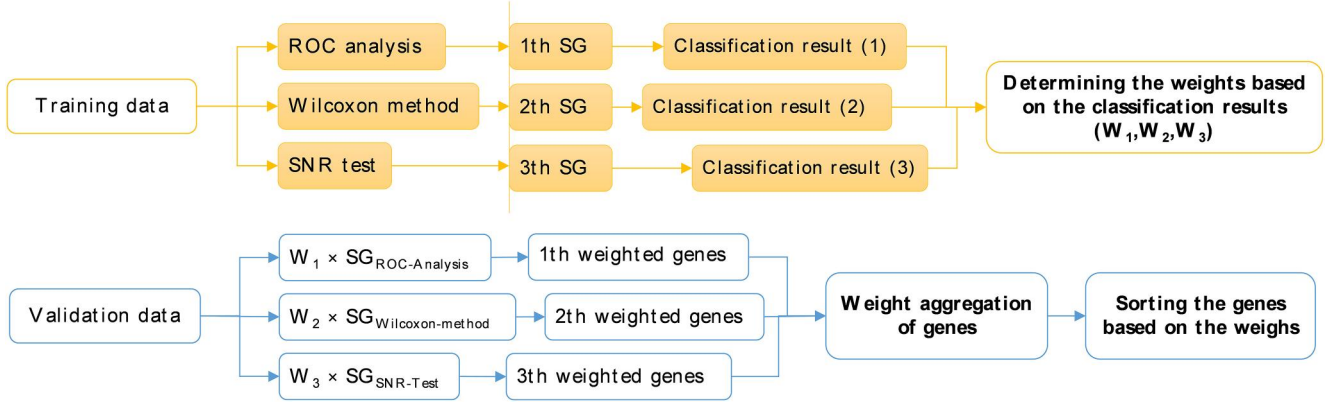 ROC analysis
1th SG
Classification result (1)
Training data
Wilcoxon method
2th SG
Classification result (2)
Determining the weights based
on the classification results
(W₁,W₂,W₃)
SNR test
3th SG
Classification result (3)
W₁ × SG_ROC-Analysis
1th weighted genes
Validation data
W₂ × SG_Wilcoxon-method
2th weighted genes
Weight aggregation
of genes
Sorting the genes
based on the weighs
W₃ × SG_SNR-Test
3th weighted genes